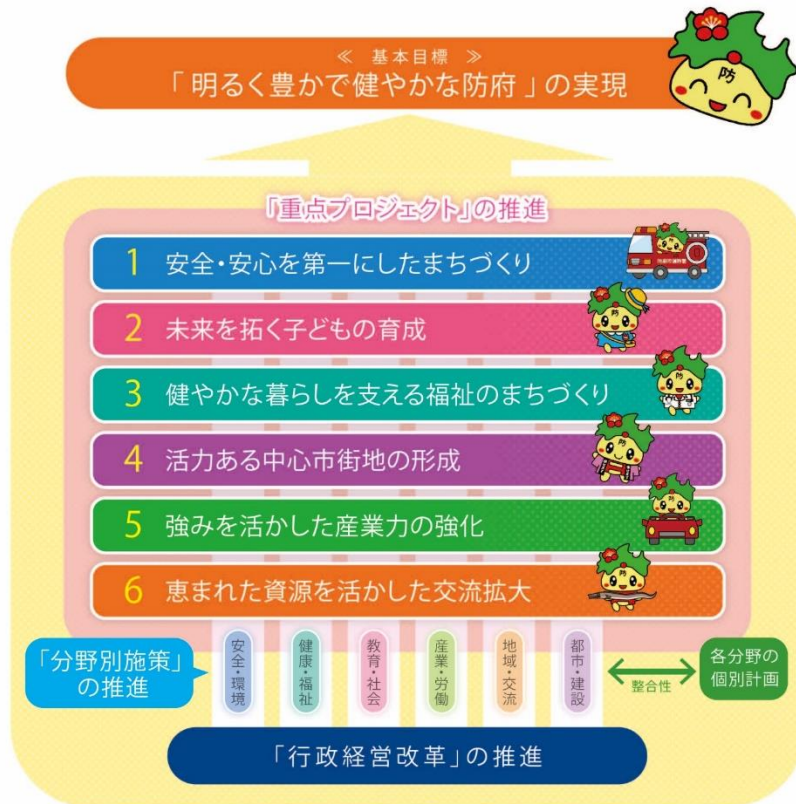 ≪ 基本目標 ≫
「明るく豊かで健やかな防府」の実現
防
「重点プロジェクト」の推進
1 安全・安心を第一にしたまちづくり
2 未来を拓く子どもの育成
防
3 健やかな暮らしを支える福祉のまちづくり
防
4 活力ある中心市街地の形成
防
5 強みを活かした産業力の強化
防
6 恵まれた資源を活かした交流拡大
防
「分野別施策」
の推進
安全・環境
健康・福祉
教育・社会
産業・労働
地域・交流
都市・建設
整合性
各分野の
個別計画
「行政経営改革」の推進